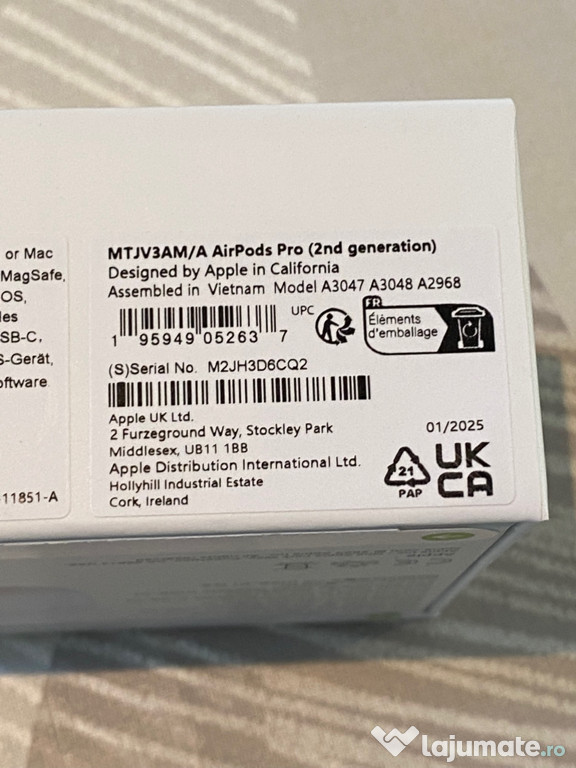 or Mac
MagSafe,
OS,
les
SB-C,
S-Gerät,
oftware
11851-A
MTJV3AM/A AirPods Pro (2nd generation)
Designed by Apple in California
Assembled in Vietnam Model A3047 A3048 A2968
UPC
1 95949 05263 7
FR
Éléments
d'emballage
(S)Serial No. M2JH3D6CQ2
Apple UK Ltd.
2 Furzeground Way, Stockley Park
Middlesex, UB11 1BB
Apple Distribution International Ltd.
Hollyhill Industrial Estate
Cork, Ireland
01/2025
21
PAP
UK
CA
lajumate.ro